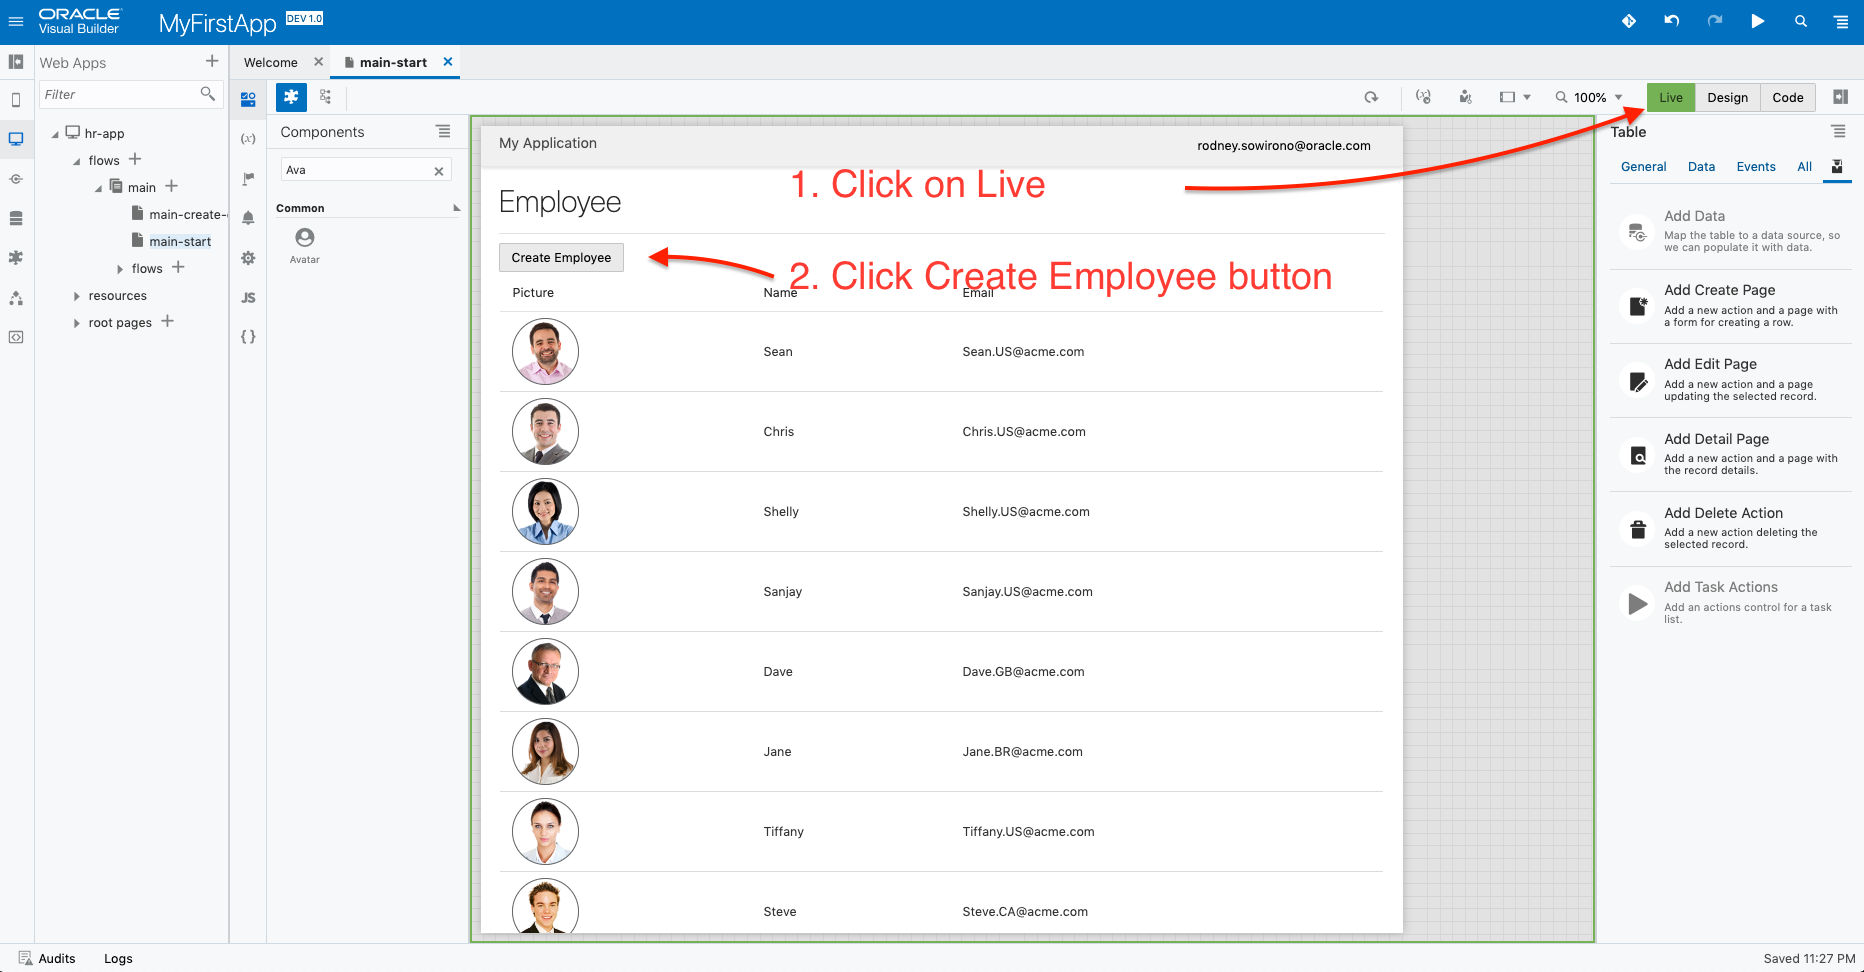 ORACLE
Visual Builder
MyFirstApp DEV 1.0
Web Apps
Welcome
main-start
Filter
100%
Live
Design
Code
hr-app
flows
main
main-create-
main-start
flows
resources
root pages
(x)
JS
{ }
Components
Ava
Common
Avatar
My Application
rodney.sowirono@oracle.com
1. Click on Live
Employee
Create Employee
2. Click Create Employee button
Picture Name Email
Sean Sean.US@acme.com
Chris Chris.US@acme.com
Shelly Shelly.US@acme.com
Sanjay Sanjay.US@acme.com
Dave Dave.GB@acme.com
Jane Jane.BR@acme.com
Tiffany Tiffany.US@acme.com
Steve Steve.CA@acme.com
Table
General Data Events All
Add Data
Map the table to a data source, so
we can populate it with data.
Add Create Page
Add a new action and a page with
a form for creating a row.
Add Edit Page
Add a new action and a page
updating the selected record.
Add Detail Page
Add a new action and a page with
the record details.
Add Delete Action
Add a new action deleting the
selected record.
Add Task Actions
Add an actions control for a task
list.
Audits
Logs
Saved 11:27 PM